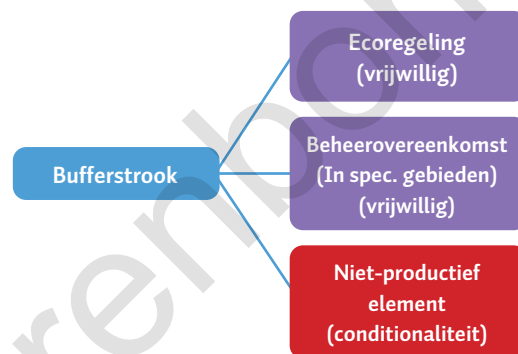 Ecoregeling
(vrijwillig)
Bufferstrook
Beheerovereenkomst
(In spec. gebieden)
(vrijwillig)
Niet-productief
element
(conditionaliteit)